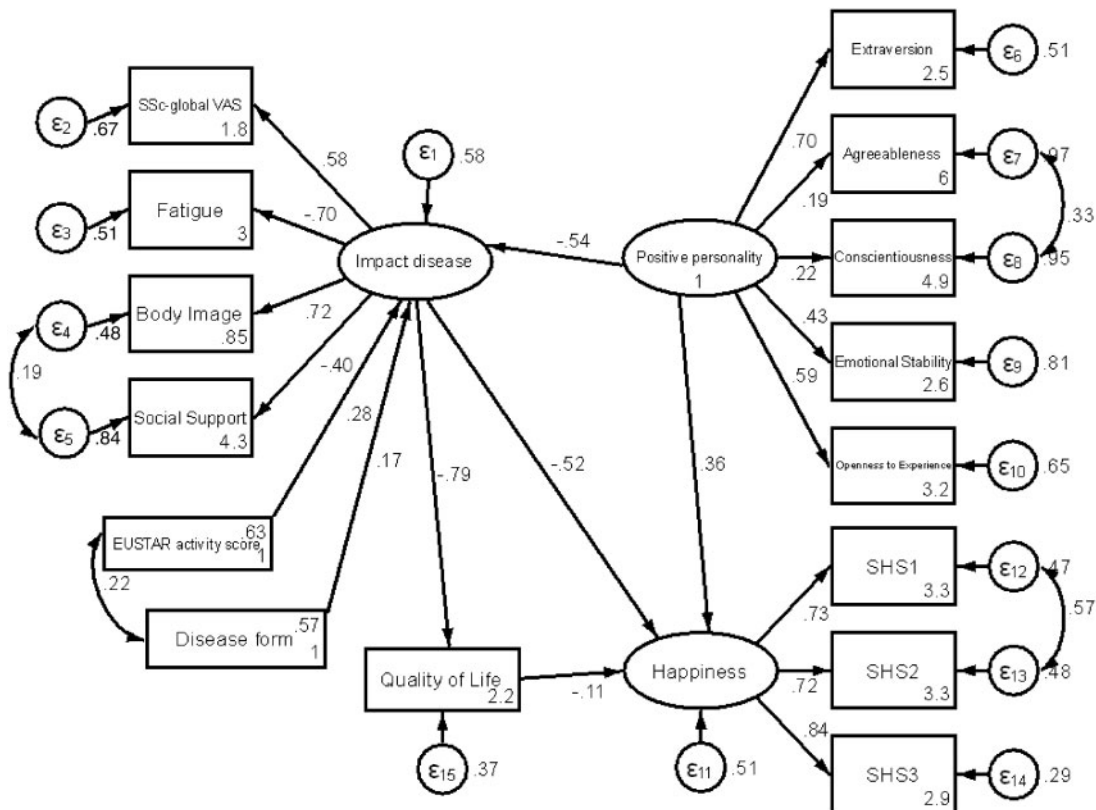 Extraversion
2.5
ε6
.51
SSc-global VAS
1.8
ε2
.67
ε1
.58
.58
.70
Agreeableness
6
ε7
.97
.19
.33
Fatigue
3
ε3
.51
-.70
Impact disease
-.54
Positive personality
1
Conscientiousness
4.9
ε8
.95
.22
Body Image
.85
ε4
.48
.72
.43
Emotional Stability
2.6
ε9
.81
.19
-.40
.59
Social Support
4.3
ε5
.84
.28
.17
-.79
-.52
.36
Openness to Experience
3.2
ε10
.65
EUSTAR activity score
.63
1
.22
Disease form
.57
1
SHS1
3.3
ε12
.47
.73
.57
Quality of Life
2.2
-.11
Happiness
.72
SHS2
3.3
ε13
.48
ε15
.37
ε11
.51
.84
SHS3
2.9
ε14
.29